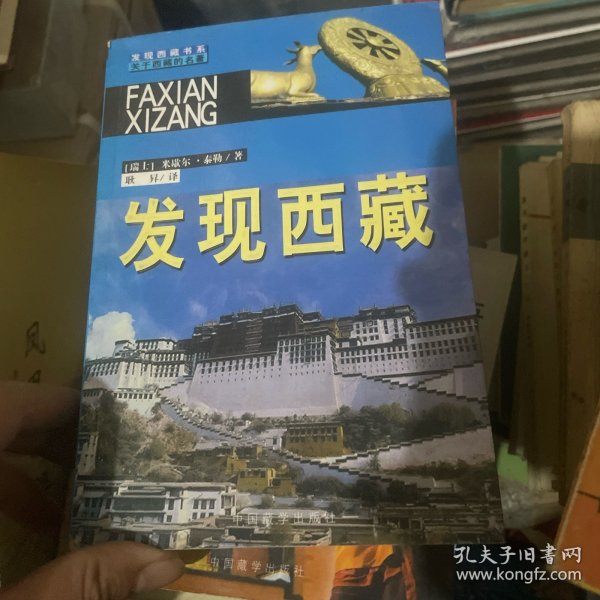 发现西藏书系
关于西藏的名著
FAXIAN
XIZANG
[瑞士] 米歇尔·泰勒/著
耿 昇/译
发现西藏
中国藏学出版社
中国藏学出版社
孔夫子旧书网
www.kongfz.com